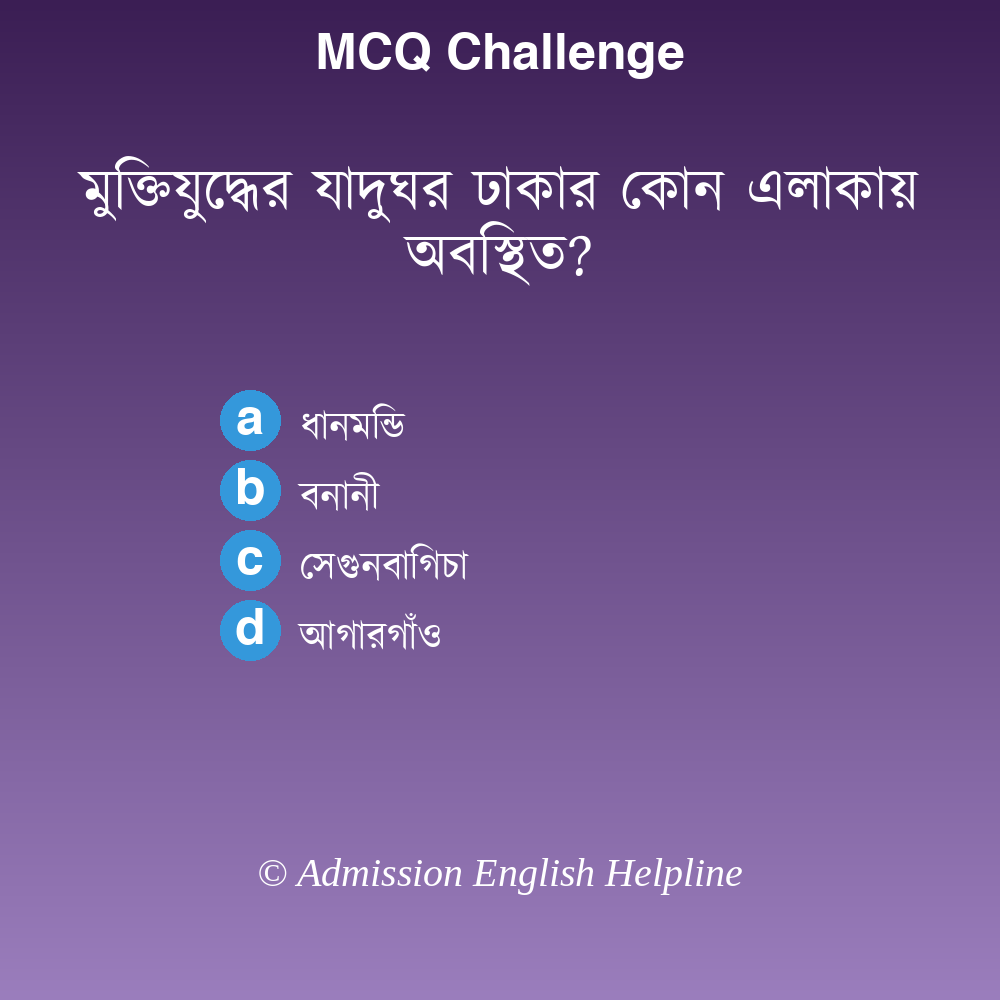 MCQ Challenge
মুক্তিযুদ্ধের যাদুঘর ঢাকার কোন এলাকায়
অবস্থিত?
a ধানমন্ডি
b বনানী
c সেগুনবাগিচা
d আগারগাঁও
© Admission English Helpline